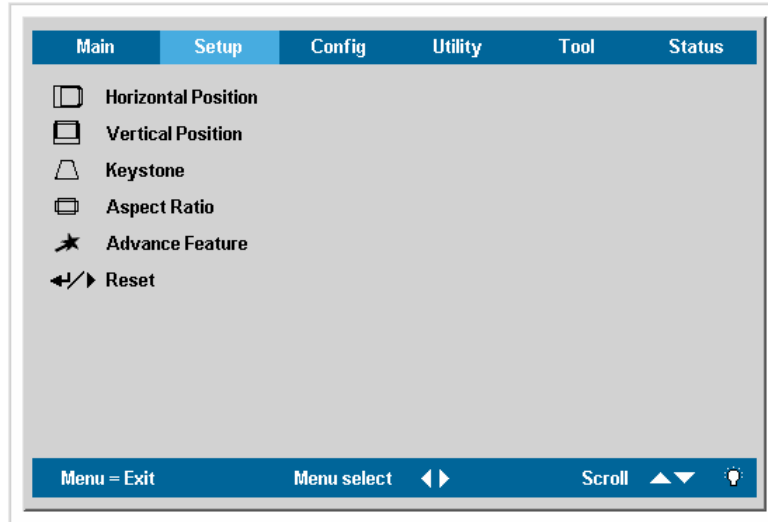 Main Setup Config Utility Tool Status
Horizontal Position
Vertical Position
Keystone
Aspect Ratio
Advance Feature
Reset
Menu = Exit Menu select Scroll